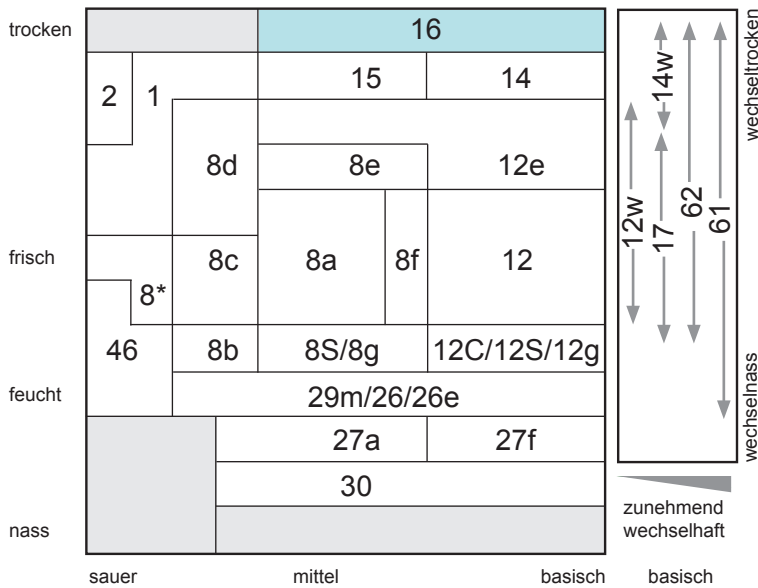 trocken
16
15
14
2
1
8d
8e
12e
frisch
8c
8a
8f
12
8*
46
8b
8S/8g
12C/12S/12g
feucht
29m/26/26e
27a
27f
30
nass
sauer
mittel
basisch
12w
14w
17
62
61
wechseltrocken
wechselnass
zunehmend
wechselhaft
basisch